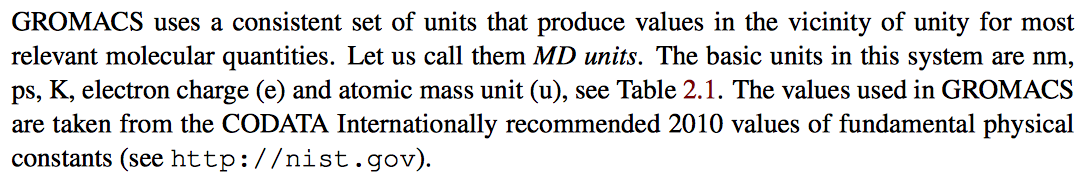 GROMACS uses a consistent set of units that produce values in the vicinity of unity for most
relevant molecular quantities. Let us call them MD units. The basic units in this system are nm,
ps, K, electron charge (e) and atomic mass unit (u), see Table 2.1. The values used in GROMACS
are taken from the CODATA Internationally recommended 2010 values of fundamental physical
constants (see http://nist.gov).